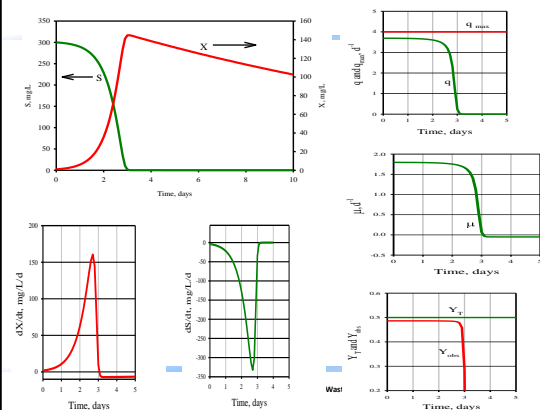 350
300
250
200
150
100
50
0
S, mg/L
S
X
160
140
120
100
80
60
40
20
0
X, mg/L
0 2 4 6 8 10
Time, days
5
4
3
2
1
0
q and qmax, d-1
q max
q
0 1 2 3 4 5
Time, days
2.0
1.5
1.0
0.5
0.0
-0.5
μ, d-1
μ
0 1 2 3 4 5
Time, days
200
150
100
50
0
dX/dt, mg/L/d
0 1 2 3 4 5
Time, days
0
-50
-100
-150
-200
-250
-300
-350
dS/dt, mg/L/d
0 1 2 3 4 5
Time, days
Wast
0.6
0.5
0.4
0.3
0.2
YT and Yobs
YT
Yobs
0 1 2 3 4 5
Time, days